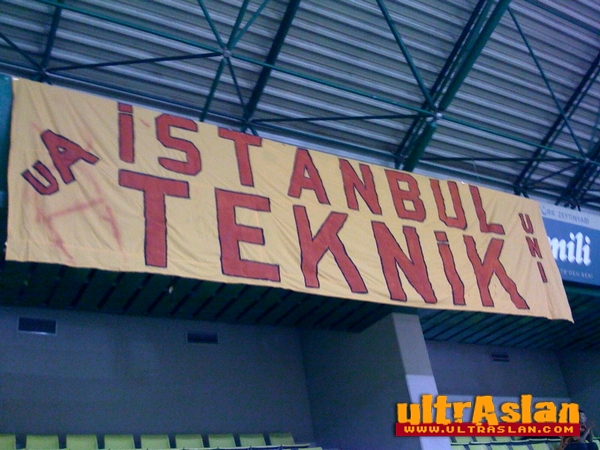 UA
İSTANBUL
TEKNİK
UNI
mili
ultrAslan
WWW.ULTRASLAN.COM